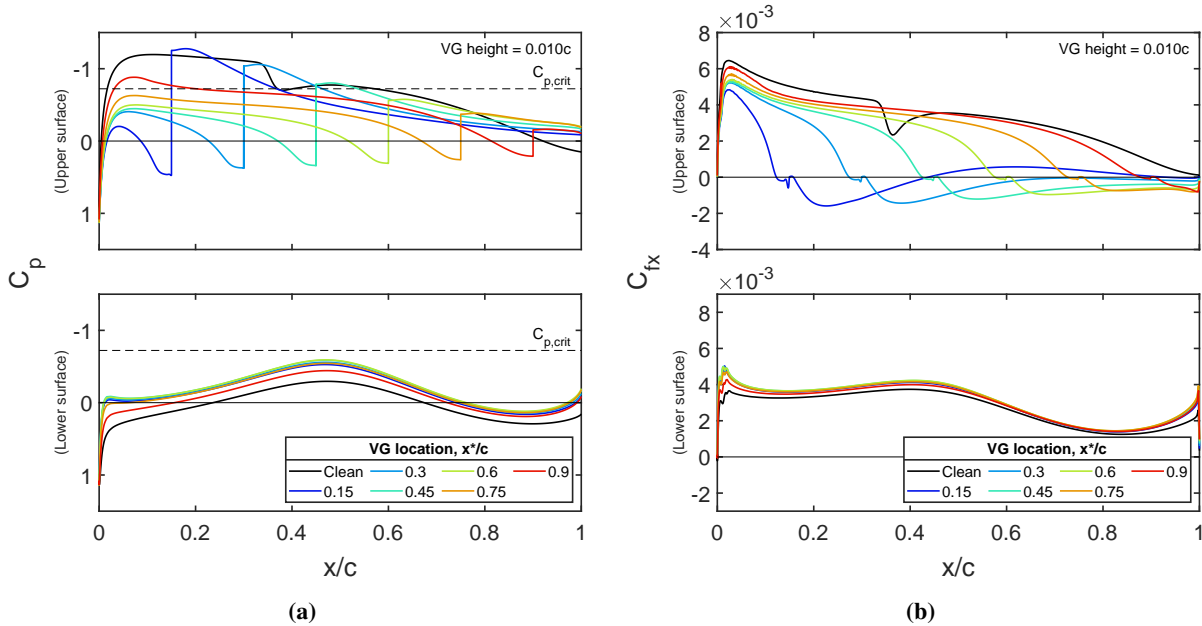 VG height = 0.010c
C_{p,crit}
-1
0
1
(Upper surface)
C_p
C_{p,crit}
-1
0
1
(Lower surface)
VG location, x*/c
Clean 0.3 0.6 0.9
0.15 0.45 0.75
0 0.2 0.4 0.6 0.8 1
x/c
(a)
×10⁻³
VG height = 0.010c
8
6
4
2
0
-2
-4
(Upper surface)
C_{fx}
×10⁻³
8
6
4
2
0
-2
(Lower surface)
VG location, x*/c
Clean 0.3 0.6 0.9
0.15 0.45 0.75
0 0.2 0.4 0.6 0.8 1
x/c
(b)